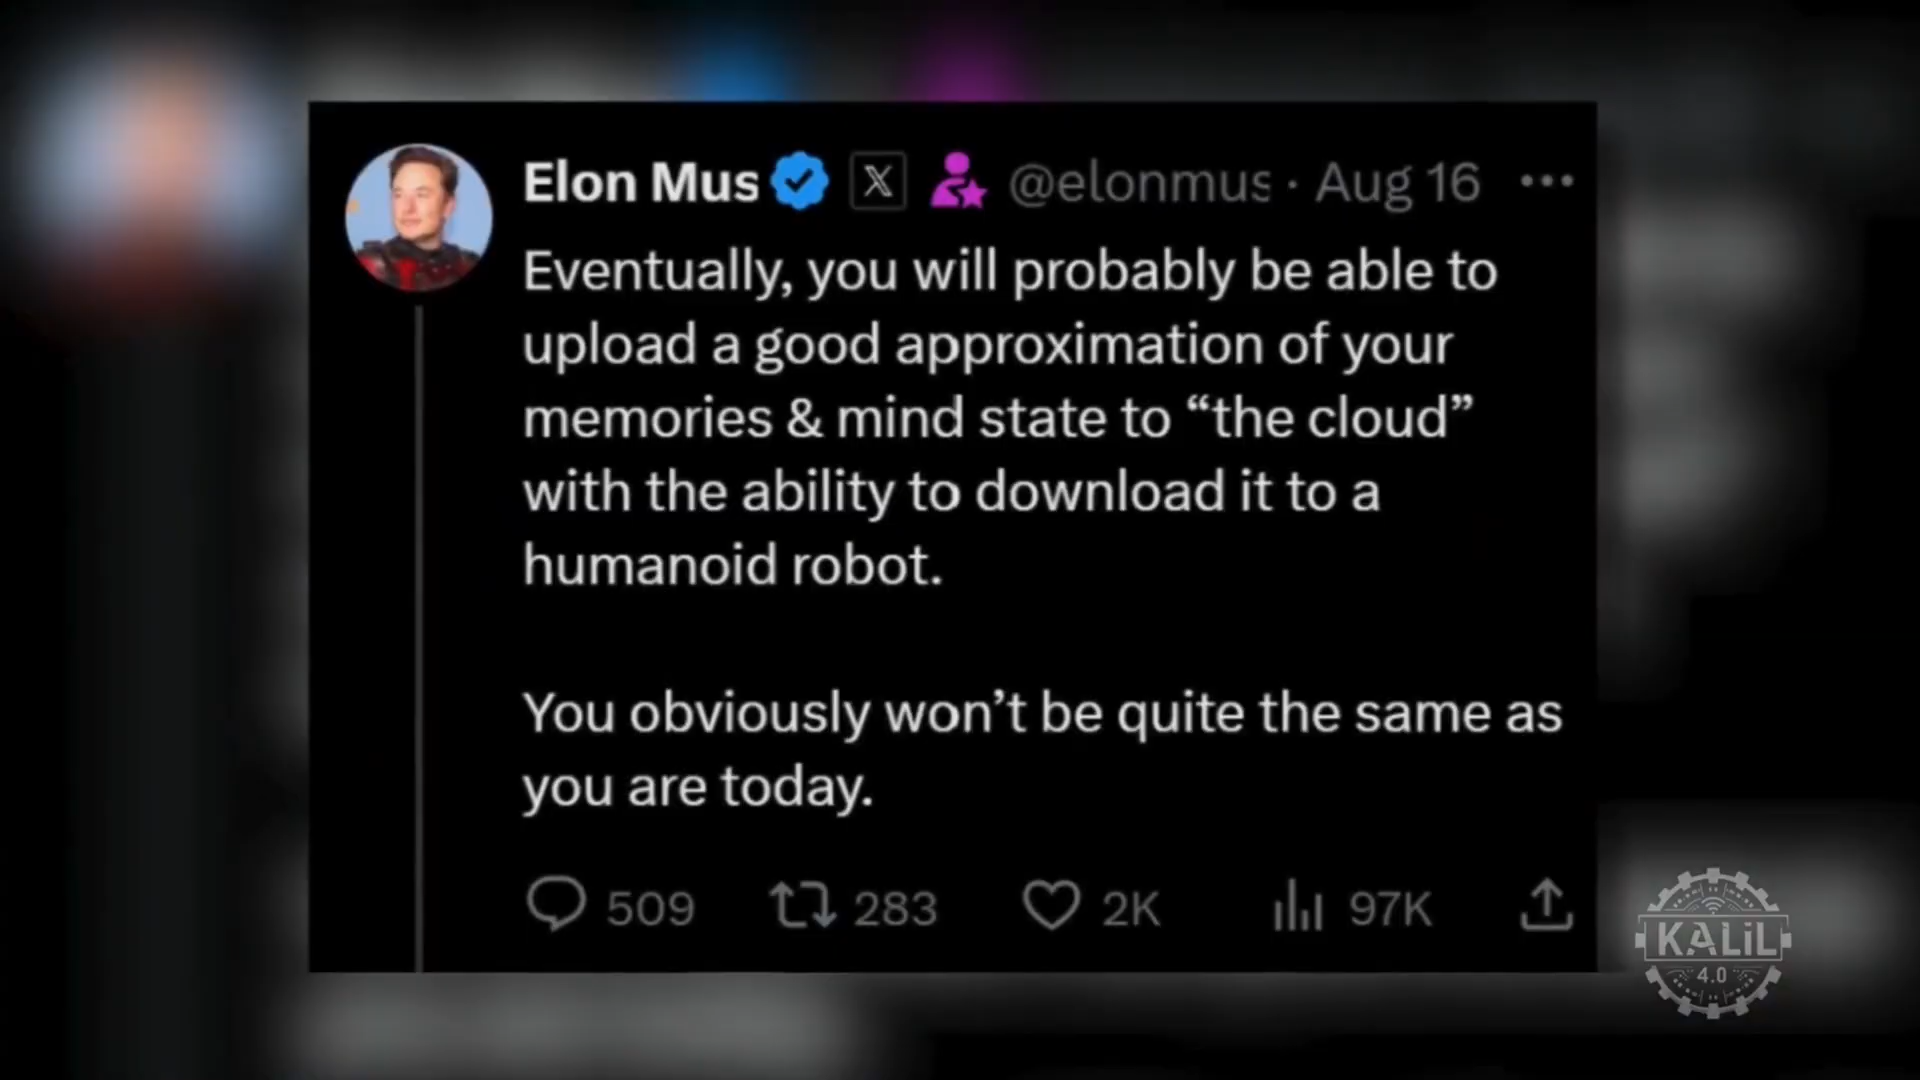 Elon Mus @elonmus · Aug 16
Eventually, you will probably be able to
upload a good approximation of your
memories & mind state to “the cloud”
with the ability to download it to a
humanoid robot.
You obviously won’t be quite the same as
you are today.
509 283 2K 97K
KALiL
4.0